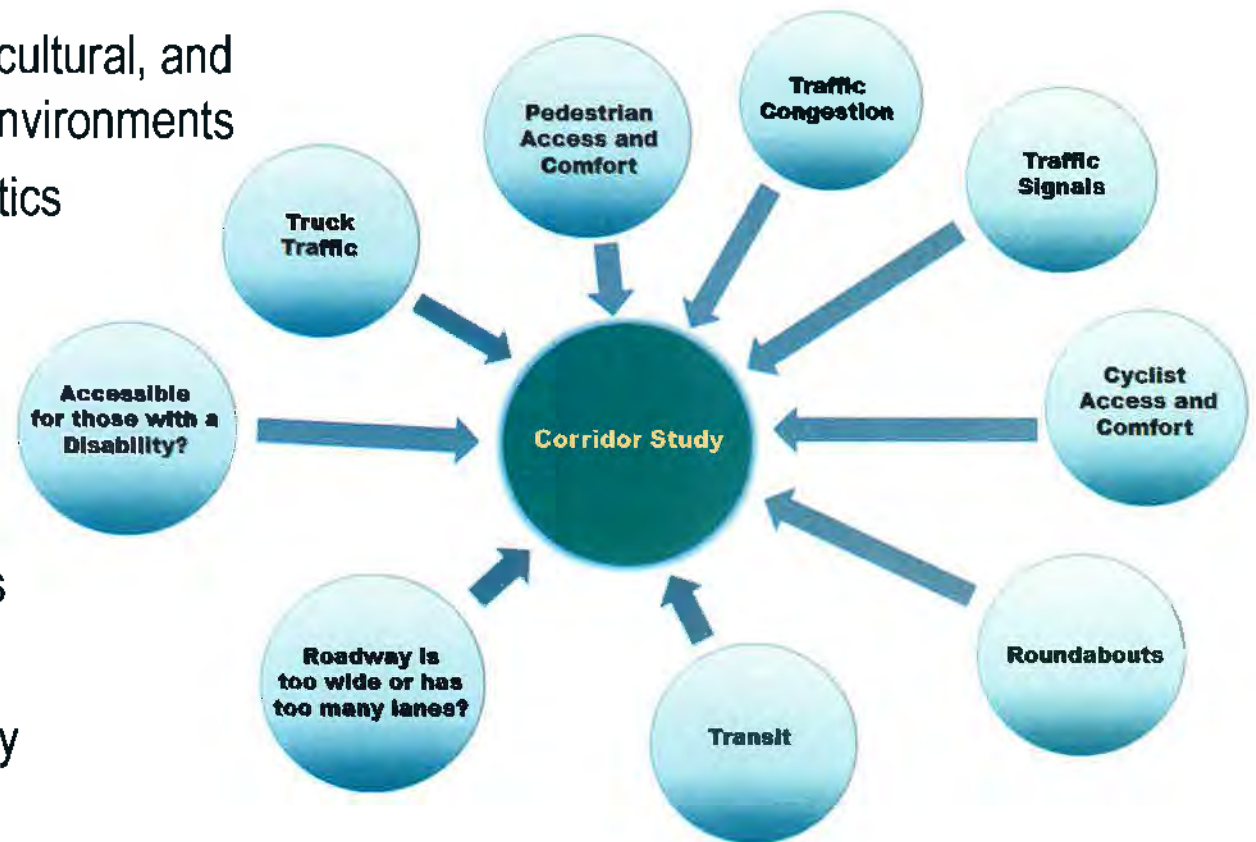 cultural, and
tics
Pedestrian
Access and
Comfort
Traffic
Congestion
Traffic
Signals
Truck
Traffic
Accessible
for those with a
Disability?
Corridor Study
Cyclist
Access and
Comfort
Roadway is
too wide or has
too many lanes?
Transit
Roundabouts
s
y